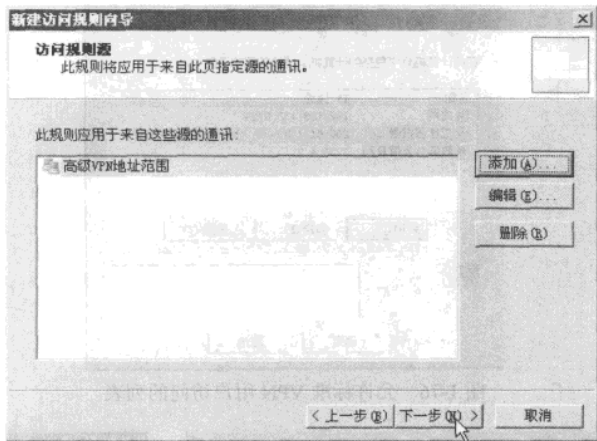 新建访问规则向导
访问规则源
此规则将应用于来自此页指定源的通讯。
此规则应用于来自这些源的通讯:
高级VPN地址范围
添加(A)...
编辑(E)...
删除(R)
< 上一步(B)
下一步(N) >
取消